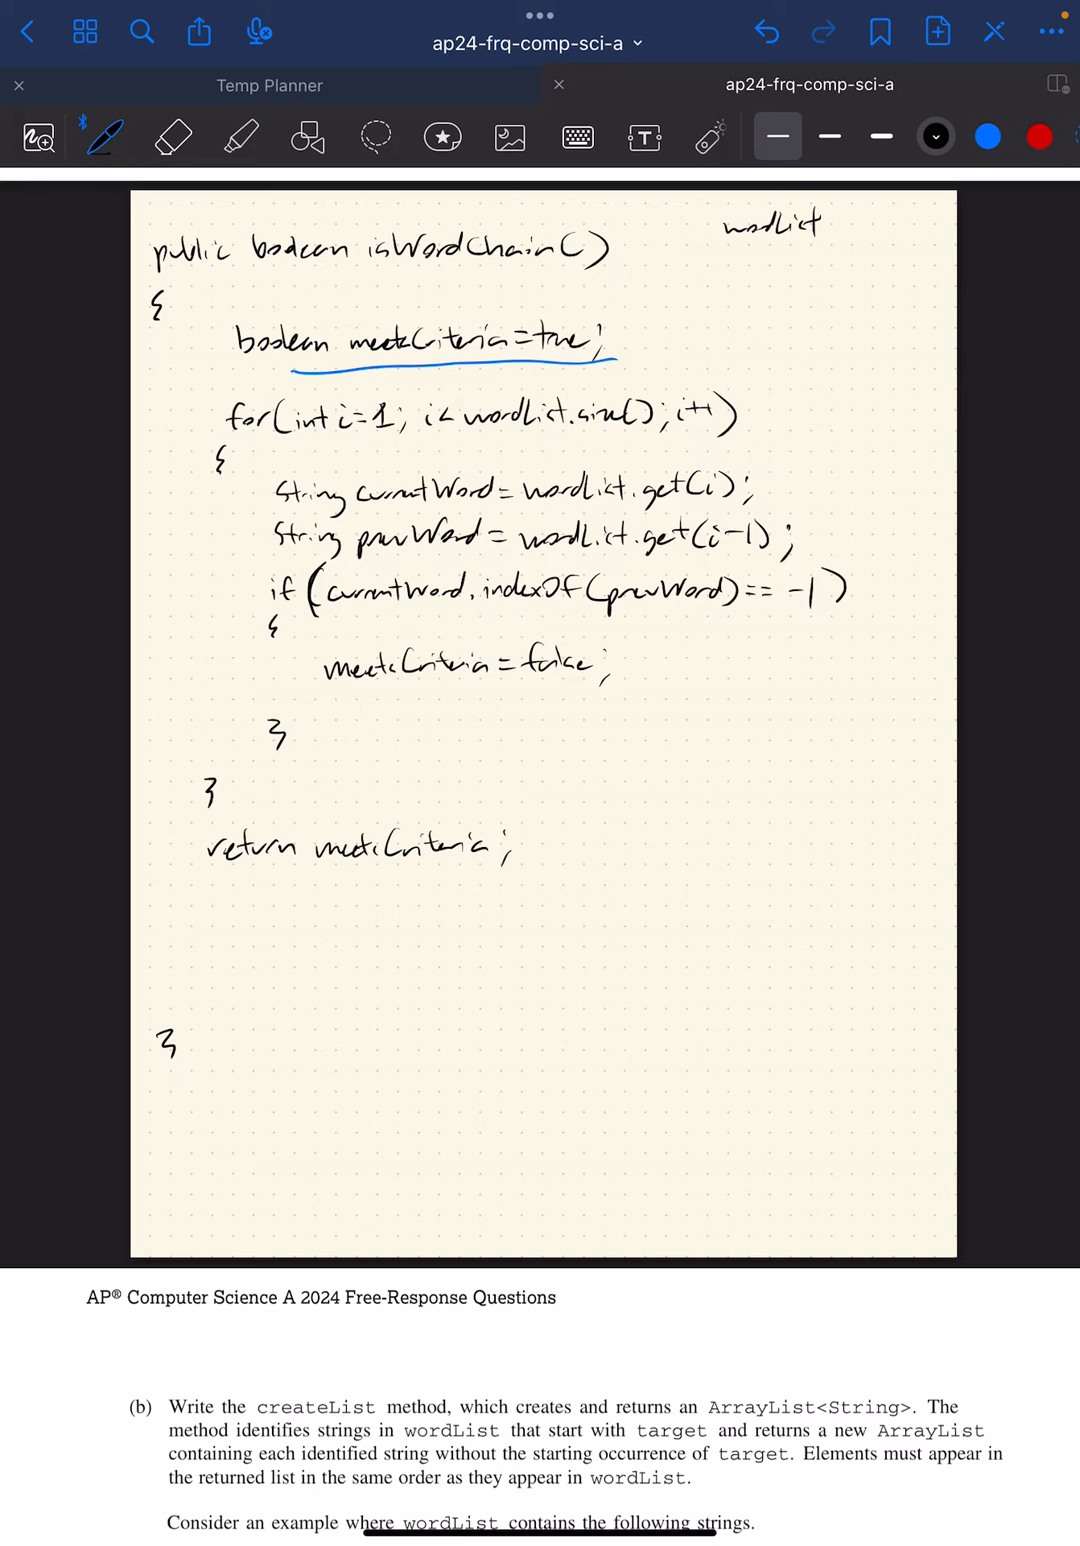 ap24-frq-comp-sci-a
Temp Planner
ap24-frq-comp-sci-a
T
wordList
public boolean isWordChain()
{
boolean meetsCriteria=true;
for(int i=1; i< wordList.size(); i++)
{
String currentWord= wordList.get(i);
String prevWord= wordList.get(i-1);
if (currentWord.indexOf(prevWord)== -1)
{
meetsCriteria=false;
}
}
return meetsCriteria;
}
AP® Computer Science A 2024 Free-Response Questions
(b) Write the createList method, which creates and returns an ArrayList<String>. The
method identifies strings in wordList that start with target and returns a new ArrayList
containing each identified string without the starting occurrence of target. Elements must appear in
the returned list in the same order as they appear in wordList.
Consider an example where wordList contains the following strings.